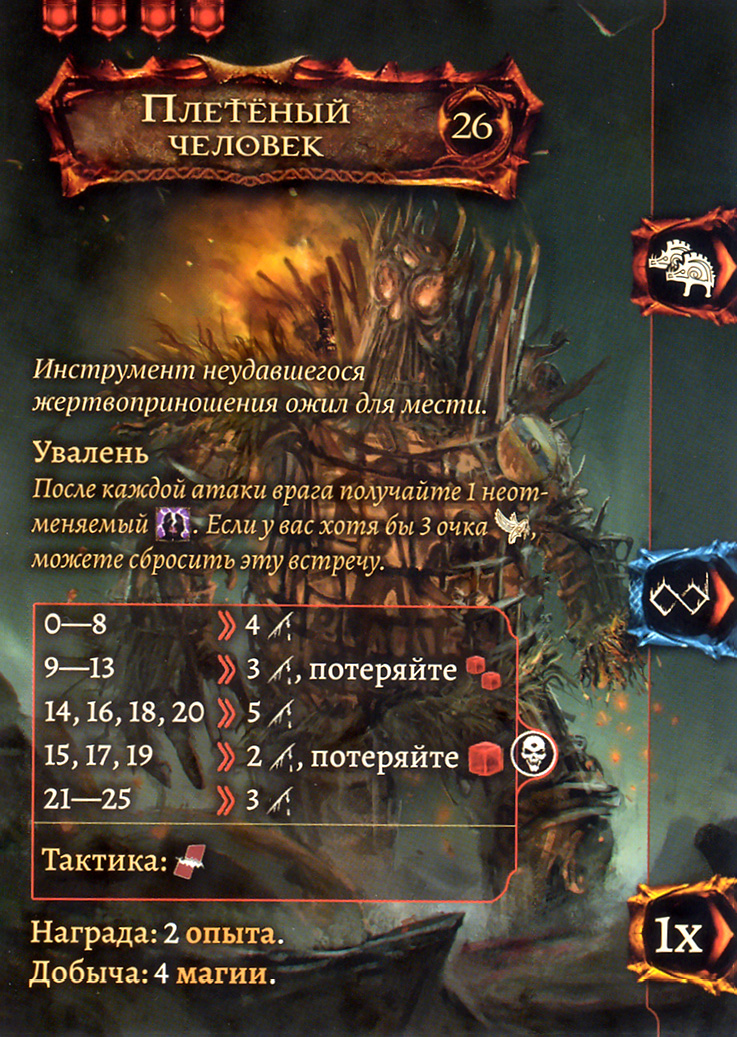 Плетёный
человек
26
Инструмент неудавшегося
жертвоприношения ожил для мести.
Увалень
После каждой атаки врага получайте 1 неот-
меняемый . Если у вас хотя бы 3 очка ,
можете сбросить эту встречу.
0—8 4
9—13 3 , потеряйте
14, 16, 18, 20 5
15, 17, 19 2 , потеряйте
21—25 3
Тактика:
1x
Награда: 2 опыта.
Добыча: 4 магии.